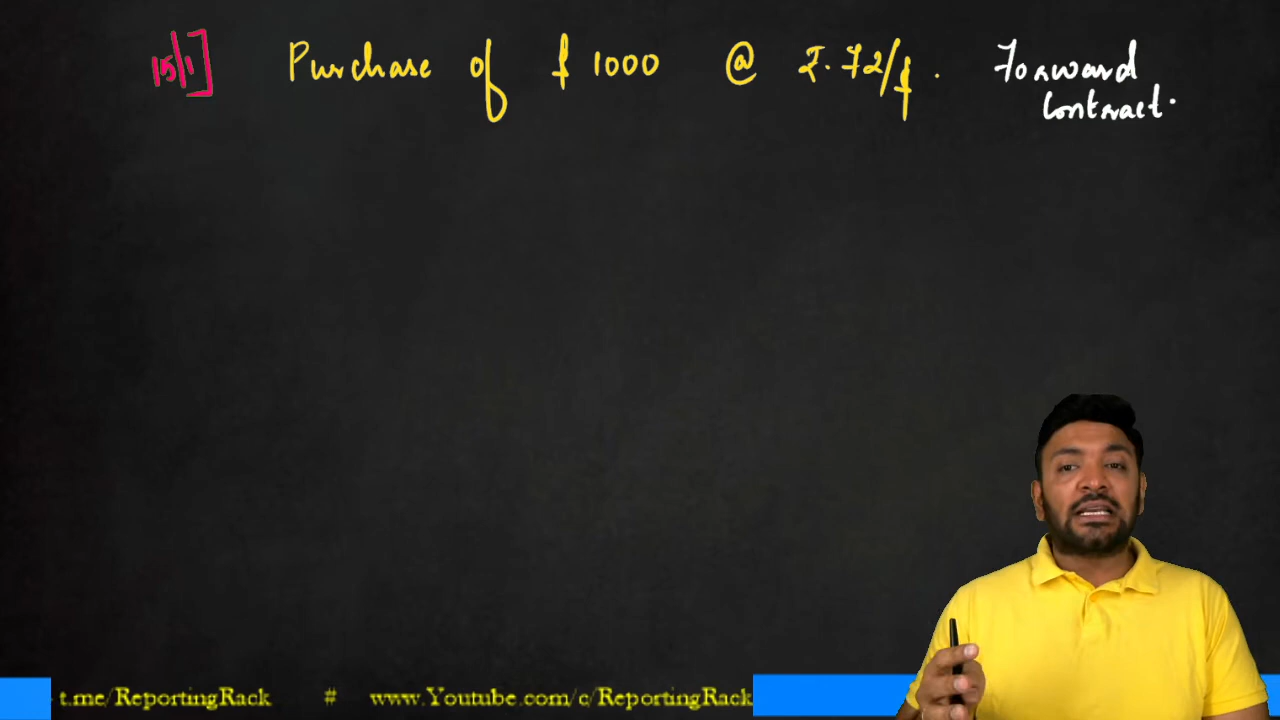 15/1] Purchase of $ 1000 @ ₹. 72/$. Forward
Contract.
t.me/ReportingRack # www.Youtube.com/c/ReportingRack